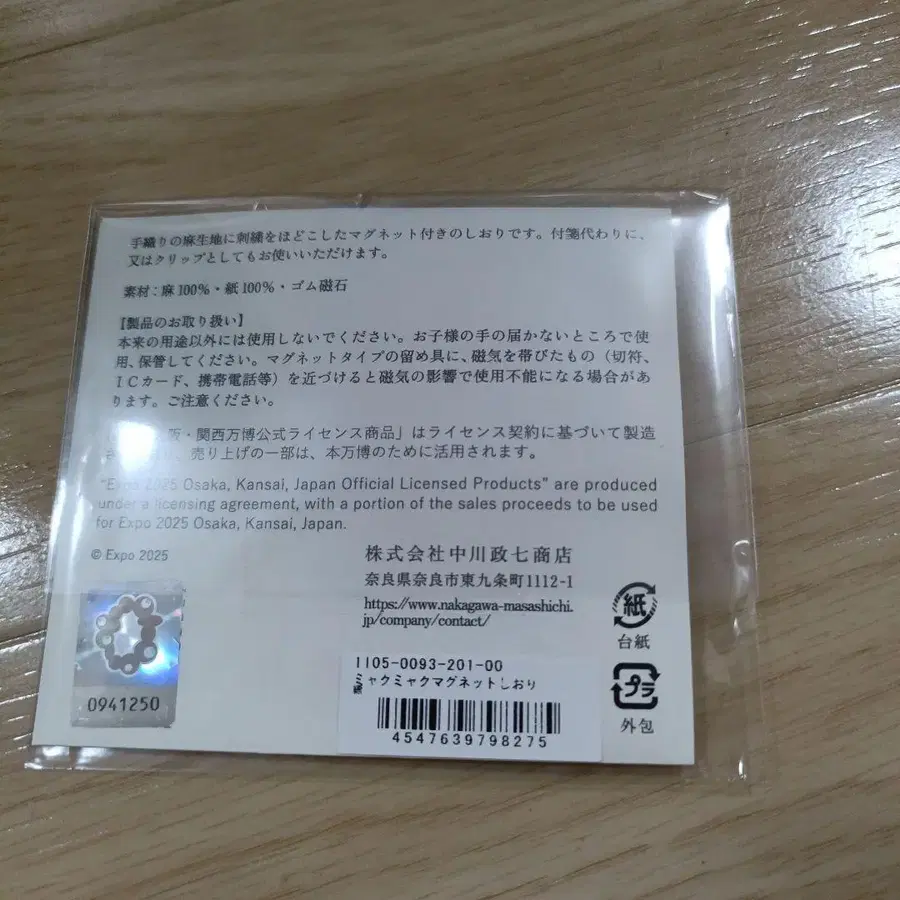 手織りの麻生地に刺繍をほどこしたマグネット付きのしおりです。付箋代わりに、
又はクリップとしてもお使いいただけます。
素材：麻100%・紙100%・ゴム磁石
【製品のお取り扱い】
本来の用途以外には使用しないでください。お子様の手の届かないところで使
用、保管してください。マグネットタイプの留め具に、磁気を帯びたもの（切符、
ICカード、携帯電話等）を近づけると磁気の影響で使用不能になる場合があ
ります。ご注意ください。
阪・関西万博公式ライセンス商品」はライセンス契約に基づいて製造
売り上げの一部は、本万博のために活用されます。
“Expo 2025 Osaka, Kansai, Japan Official Licensed Products” are produced
under a licensing agreement, with a portion of the sales proceeds to be used
for Expo 2025 Osaka, Kansai, Japan.
© Expo 2025
株式会社中川政七商店
奈良県奈良市東九条町1112-1
https://www.nakagawa-masashichi.
jp/company/contact/
紙
台紙
プラ
外包
0941250
1105-0093-201-00
ミャクミャクマグネットしおり
4547639798275